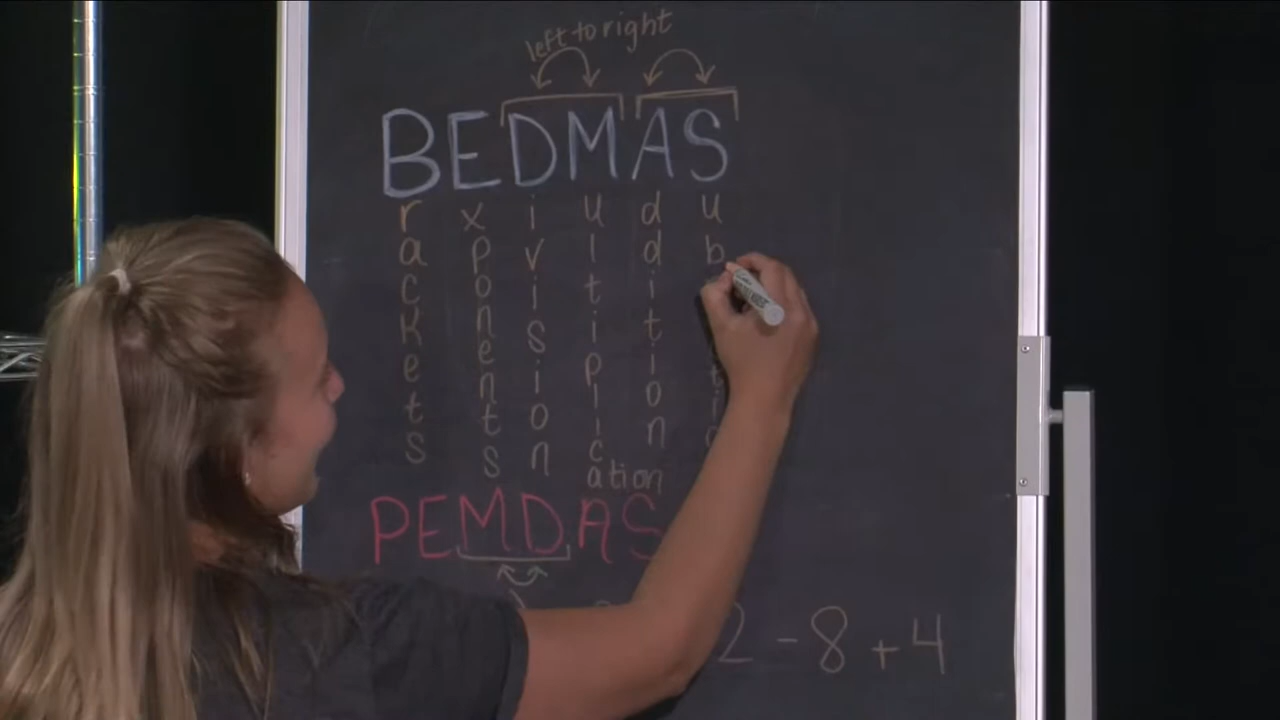 left to right
BEDMAS
rackets
xponents
ivision
ultiplication
ddition
ub
PEMDAS
2 - 8 + 4